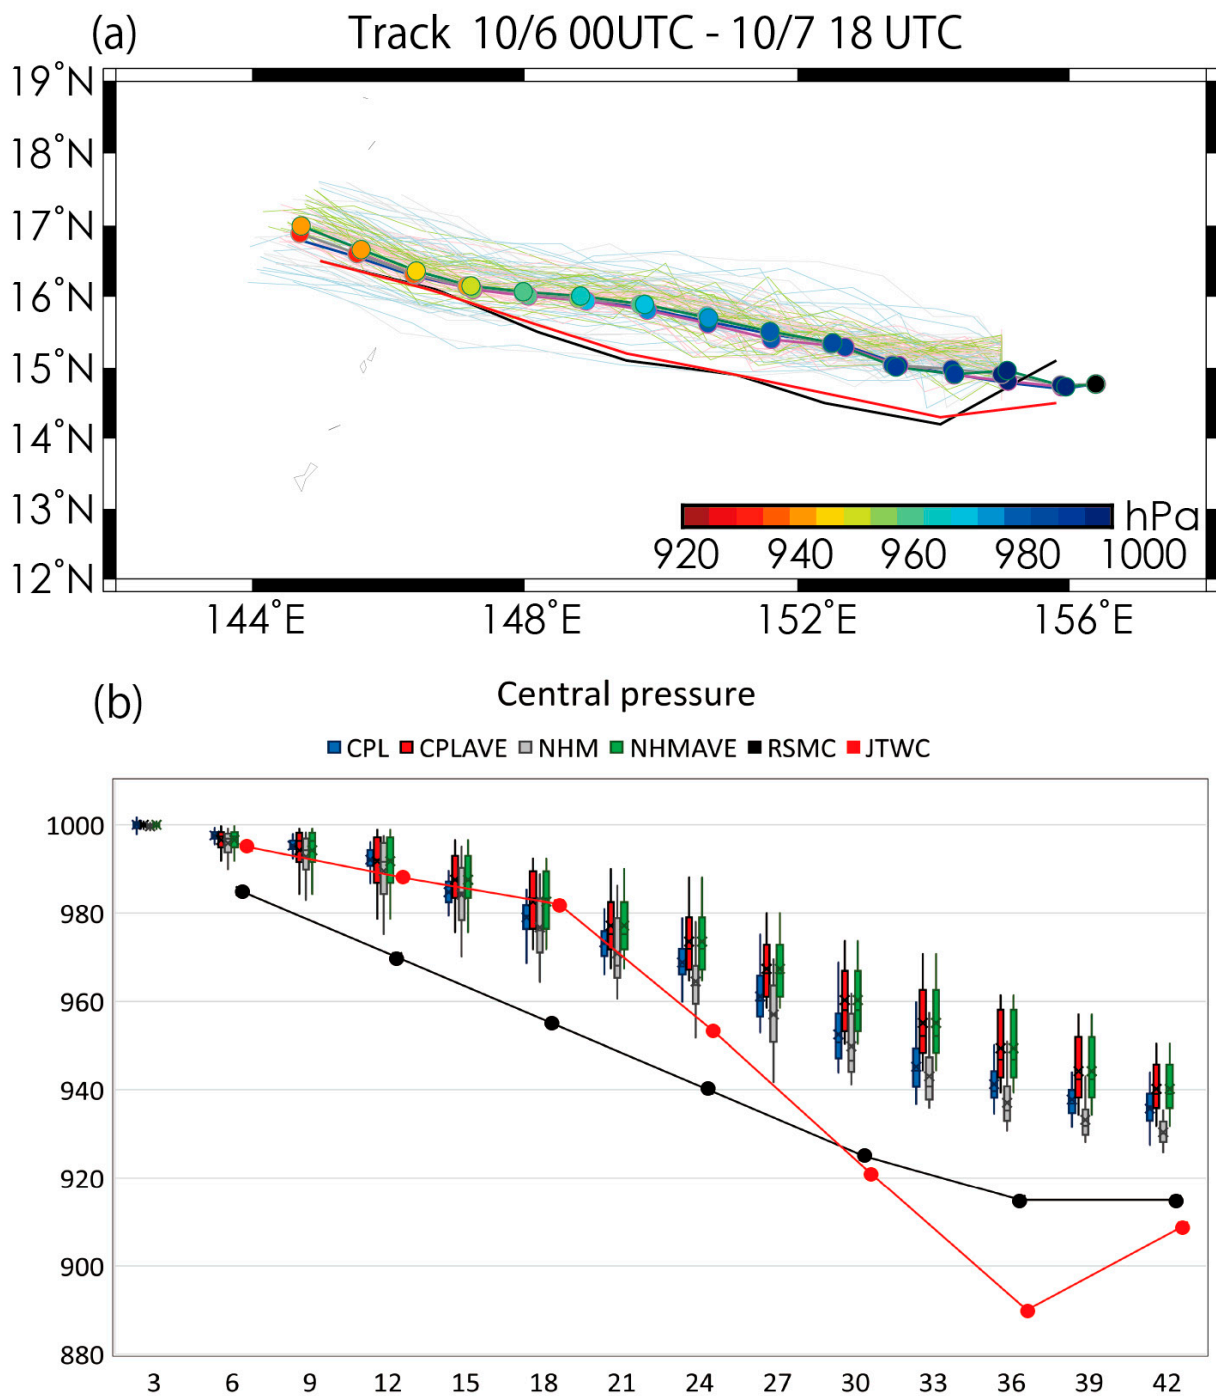 (a) Track 10/6 00UTC - 10/7 18 UTC
19°N
18°N
17°N
16°N
15°N
14°N
13°N
12°N
hPa
920 940 960 980 1000
144°E 148°E 152°E 156°E
(b) Central pressure
CPL CPLAVE NHM NHMAVE RSMC JTWC
1000
980
960
940
920
900
880
3 6 9 12 15 18 21 24 27 30 33 36 39 42